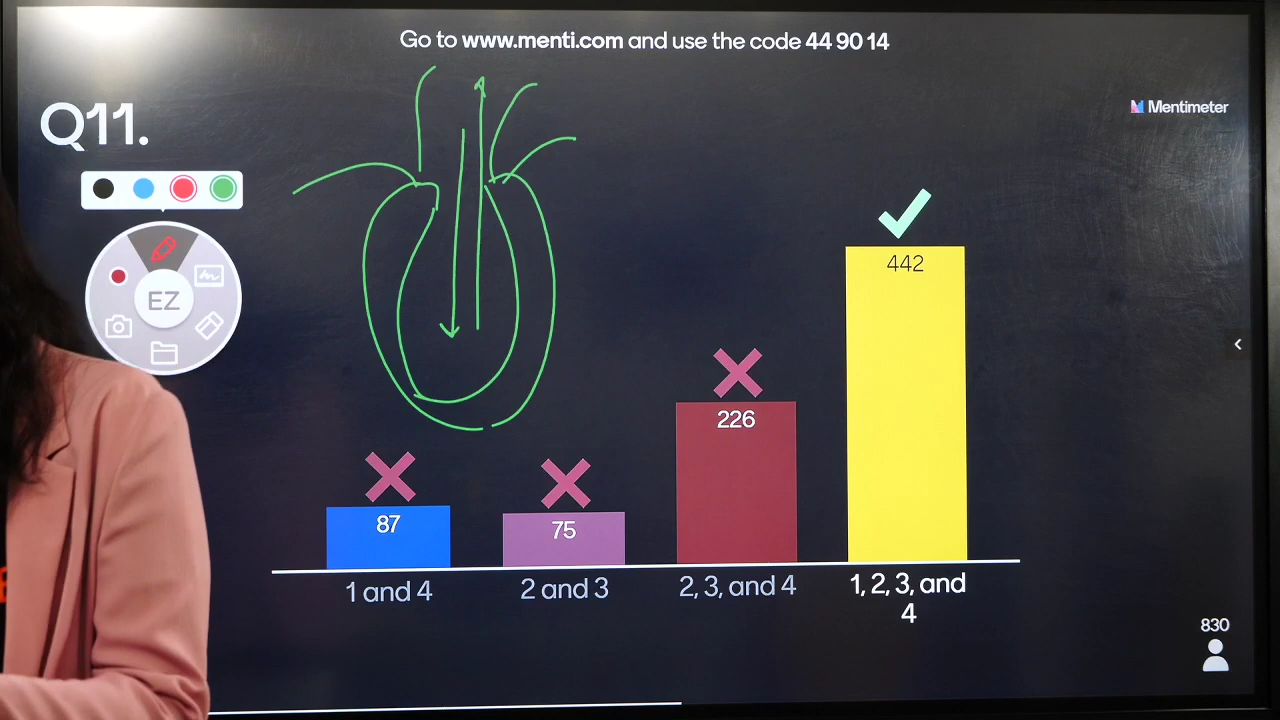 Go to www.menti.com and use the code 44 90 14
Mentimeter
Q11.
EZ
442
226
87
75
1 and 4
2 and 3
2, 3, and 4
1, 2, 3, and
4
830